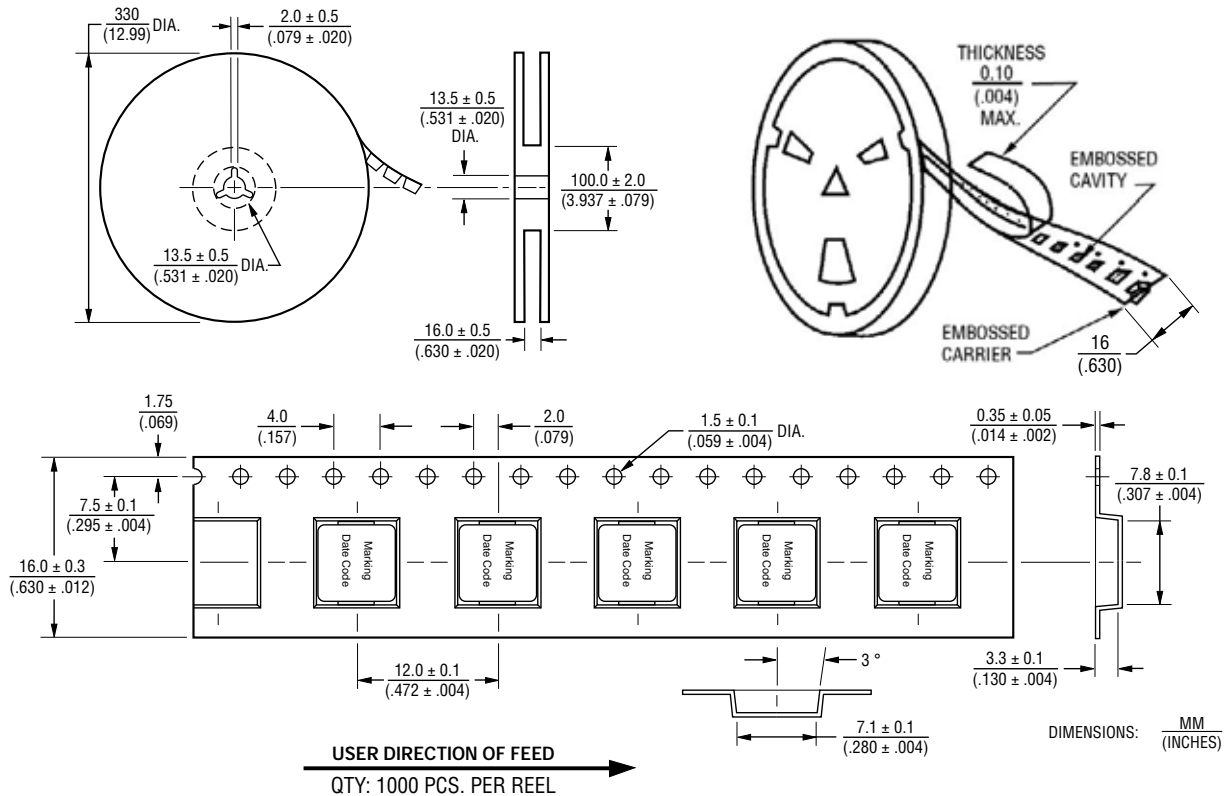 330
(12.99)
DIA.
2.0 ± 0.5
(.079 ± .020)
13.5 ± 0.5
(.531 ± .020)
DIA.
100.0 ± 2.0
(3.937 ± .079)
13.5 ± 0.5
(.531 ± .020)
DIA.
16.0 ± 0.5
(.630 ± .020)
THICKNESS
0.10
(.004)
MAX.
EMBOSSED
CAVITY
EMBOSSED
CARRIER
16
(.630)
1.75
(.069)
4.0
(.157)
2.0
(.079)
1.5 ± 0.1
(.059 ± .004)
DIA.
0.35 ± 0.05
(.014 ± .002)
7.5 ± 0.1
(.295 ± .004)
7.8 ± 0.1
(.307 ± .004)
16.0 ± 0.3
(.630 ± .012)
Marking
Date Code
Marking
Date Code
Marking
Date Code
Marking
Date Code
Marking
Date Code
12.0 ± 0.1
(.472 ± .004)
3 °
3.3 ± 0.1
(.130 ± .004)
7.1 ± 0.1
(.280 ± .004)
DIMENSIONS: MM
(INCHES)
USER DIRECTION OF FEED
QTY: 1000 PCS. PER REEL